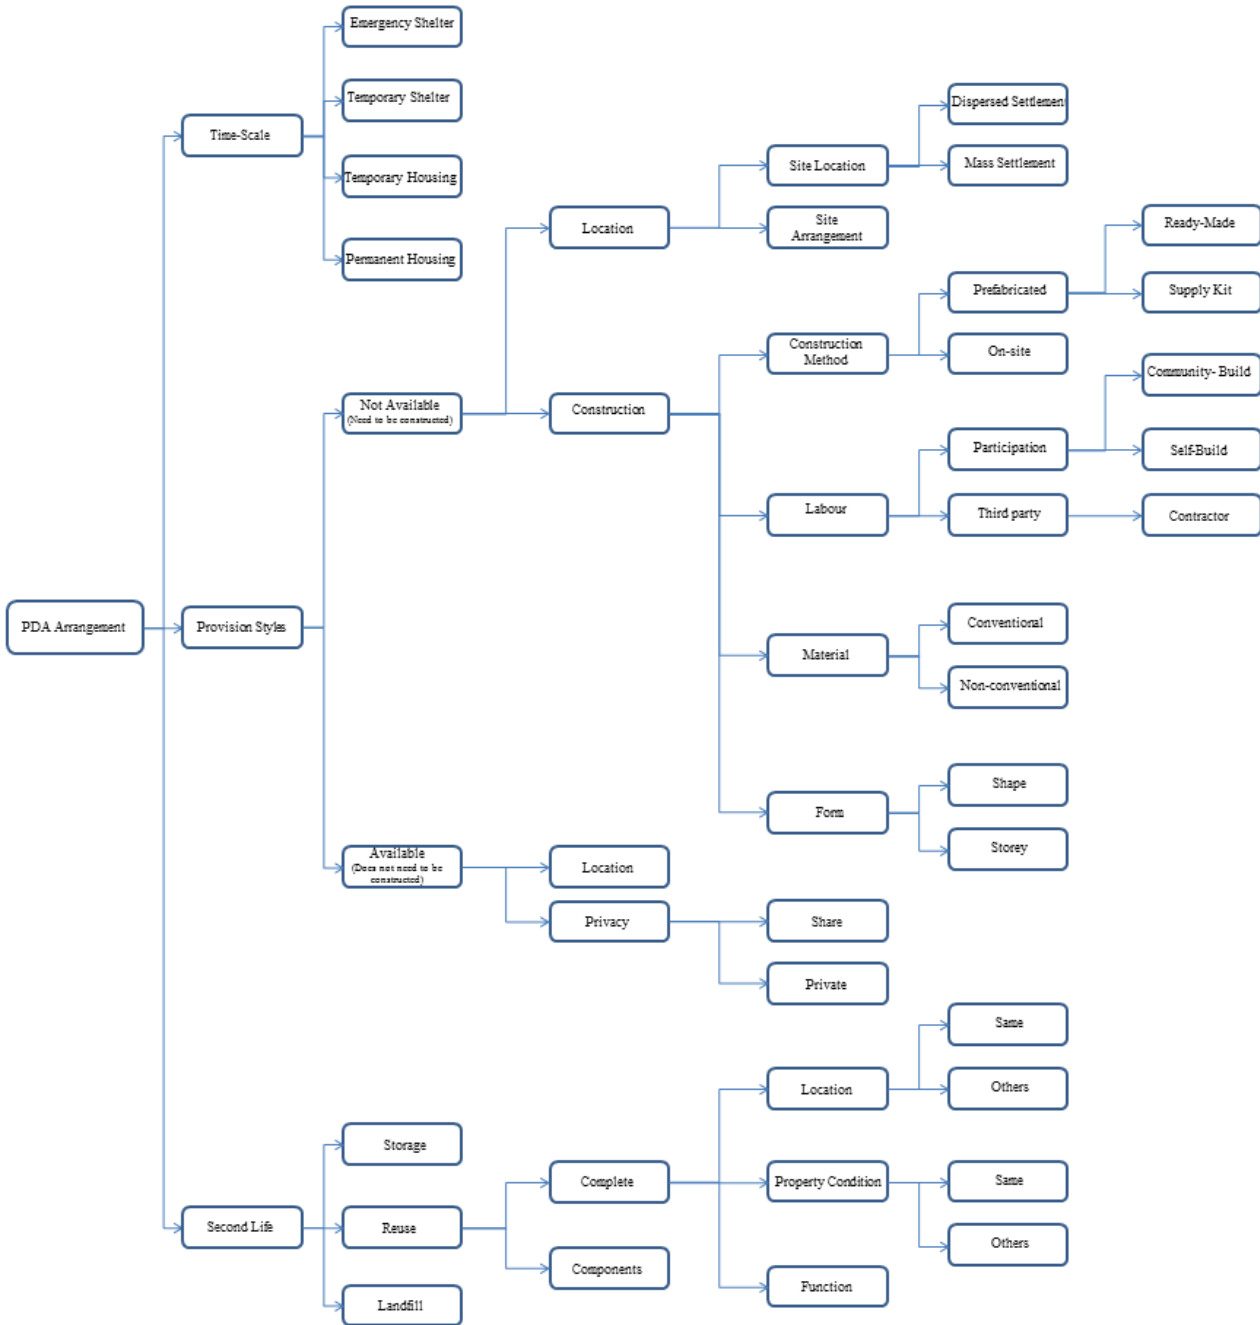 Emergency Shelter
Temporary Shelter
Time-Scale
Temporary Housing
Permanent Housing
Dispersed Settlement
Site Location
Mass Settlement
Location
Site
Arrangement
Ready-Made
Prefabricated
Supply Kit
Construction
Method
On-site
Community- Build
Not Available
(Need to be constructed)
Construction
Participation
Self-Build
Labour
Third party
Contractor
PDA Arrangement
Provision Styles
Conventional
Material
Non-conventional
Shape
Form
Storey
Available
(Does not need to be
constructed)
Location
Privacy
Share
Private
Same
Location
Others
Storage
Complete
Property Condition
Same
Second Life
Reuse
Others
Components
Function
Landfill